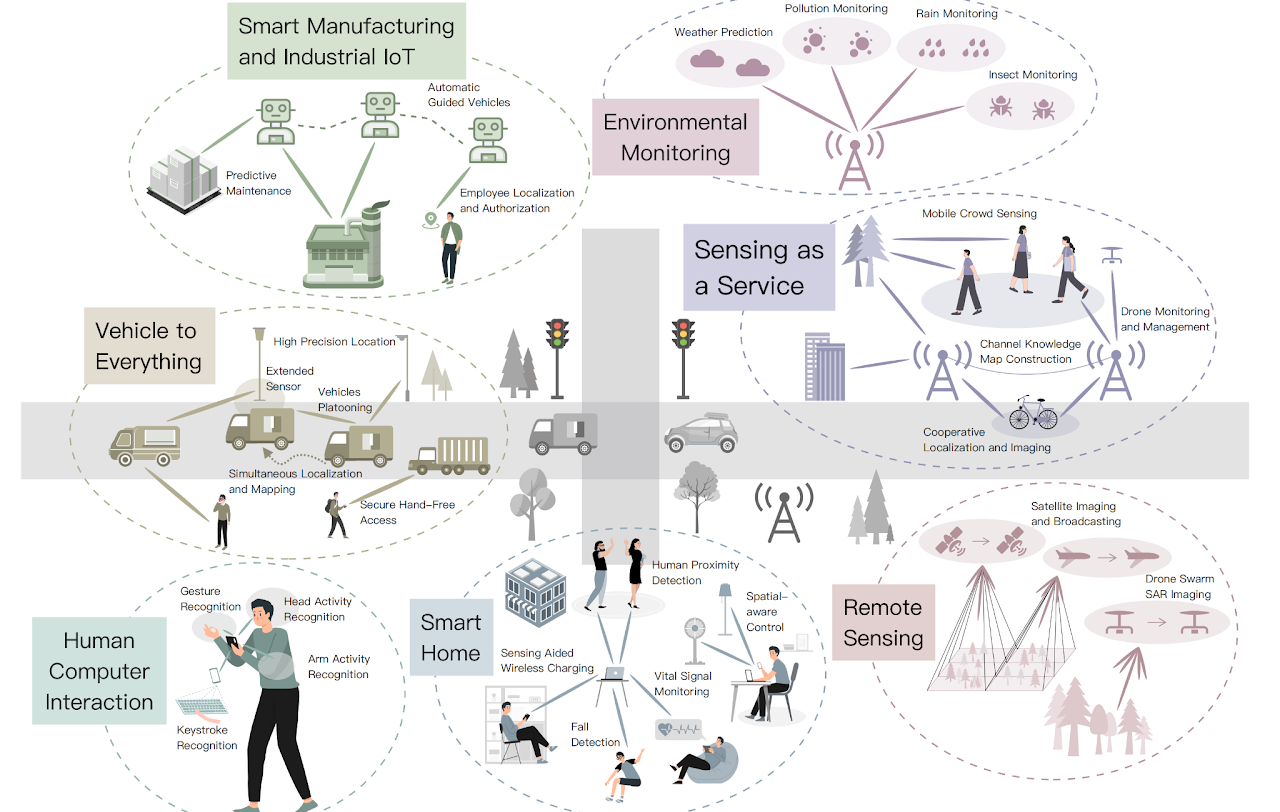 Smart Manufacturing
and Industrial IoT
Automatic
Guided Vehicles
Predictive
Maintenance
Employee Localization
and Authorization
Environmental
Monitoring
Weather Prediction
Pollution Monitoring
Rain Monitoring
Insect Monitoring
Sensing as
a Service
Mobile Crowd Sensing
Drone Monitoring
and Management
Channel Knowledge
Map Construction
Cooperative
Localization and Imaging
Vehicle to
Everything
High Precision Location
Extended
Sensor
Vehicles
Platooning
Simultaneous Localization
and Mapping
Secure Hand-Free
Access
Human
Computer
Interaction
Gesture
Recognition
Head Activity
Recognition
Arm Activity
Recognition
Keystroke
Recognition
Smart
Home
Human Proximity
Detection
Spatial-
aware
Control
Sensing Aided
Wireless Charging
Vital Signal
Monitoring
Fall
Detection
Remote
Sensing
Satellite Imaging
and Broadcasting
Drone Swarm
SAR Imaging